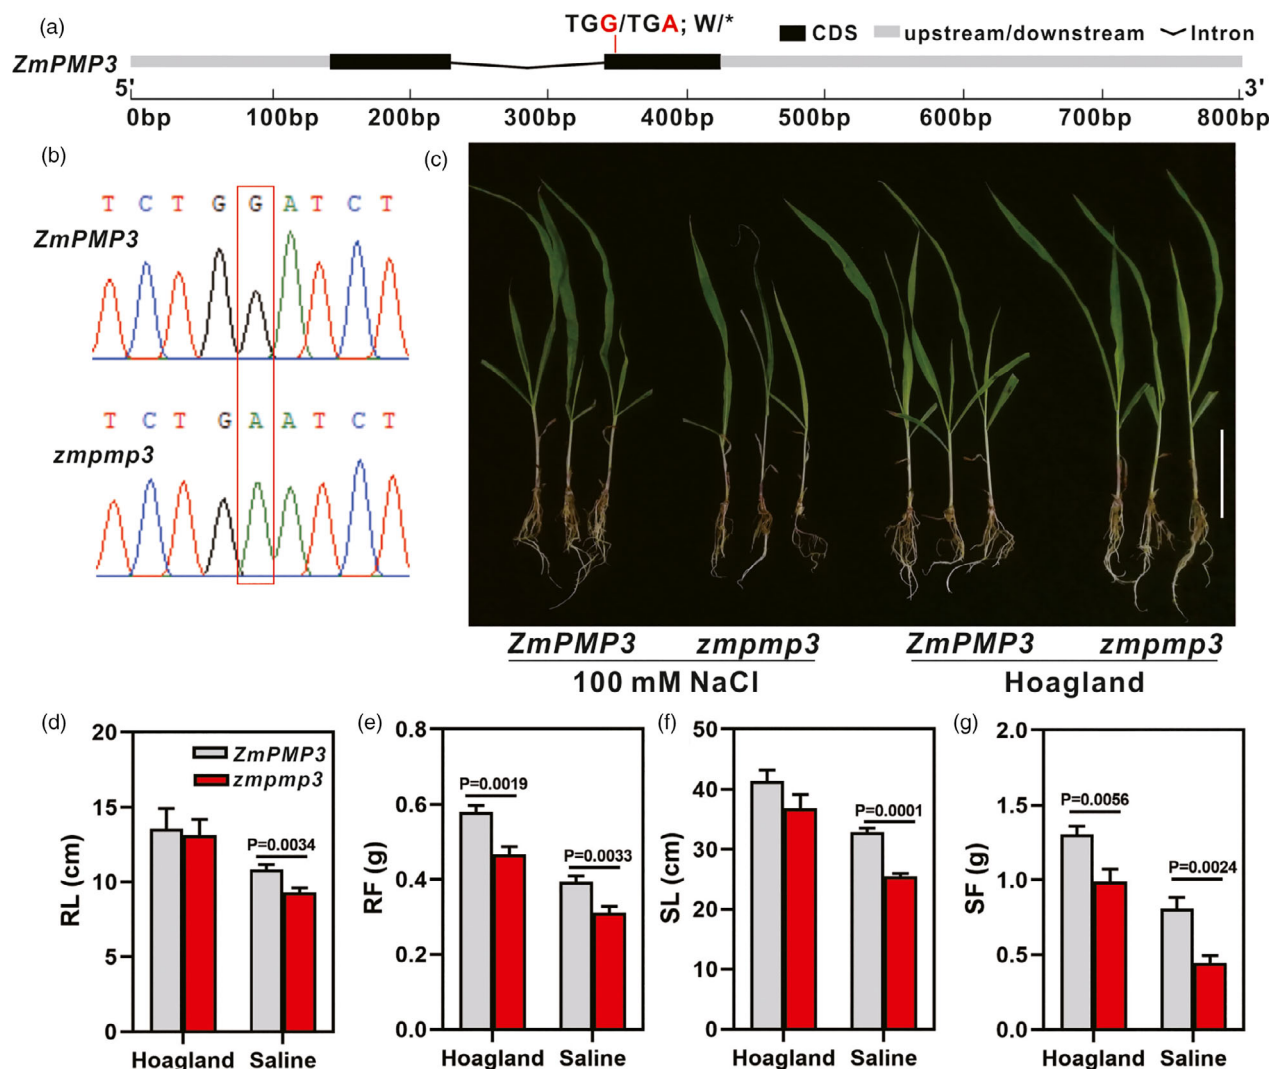 (a)
TGG/TGA; W/*
CDS upstream/downstream Intron
ZmPMP3
5' 3'
0bp 100bp 200bp 300bp 400bp 500bp 600bp 700bp 800bp
(b)
T C T G G A T C T
ZmPMP3
T C T G A A T C T
zmpmp3
(c)
ZmPMP3 zmpmp3 ZmPMP3 zmpmp3
100 mM NaCl Hoagland
(d)
20
15
10
5
0
RL (cm)
ZmPMP3
zmpmp3
P=0.0034
Hoagland Saline
(e)
0.8
0.6
0.4
0.2
0.0
RF (g)
P=0.0019
P=0.0033
Hoagland Saline
(f)
50
40
30
20
10
0
SL (cm)
P=0.0001
Hoagland Saline
(g)
2.0
1.5
1.0
0.5
0.0
SF (g)
P=0.0056
P=0.0024
Hoagland Saline